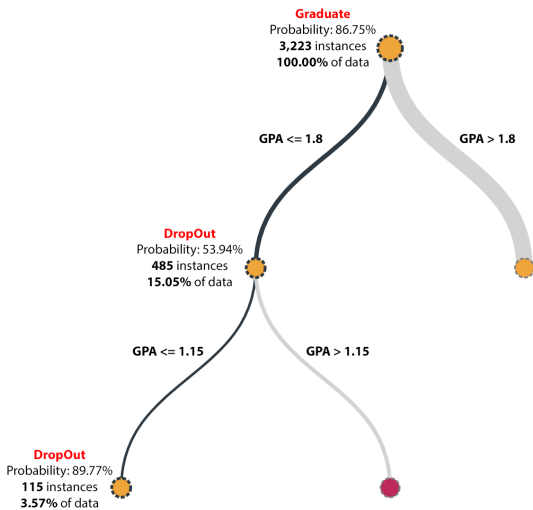 Graduate
Probability: 86.75%
3,223 instances
100.00% of data
GPA <= 1.8
GPA > 1.8
DropOut
Probability: 53.94%
485 instances
15.05% of data
GPA <= 1.15
GPA > 1.15
DropOut
Probability: 89.77%
115 instances
3.57% of data